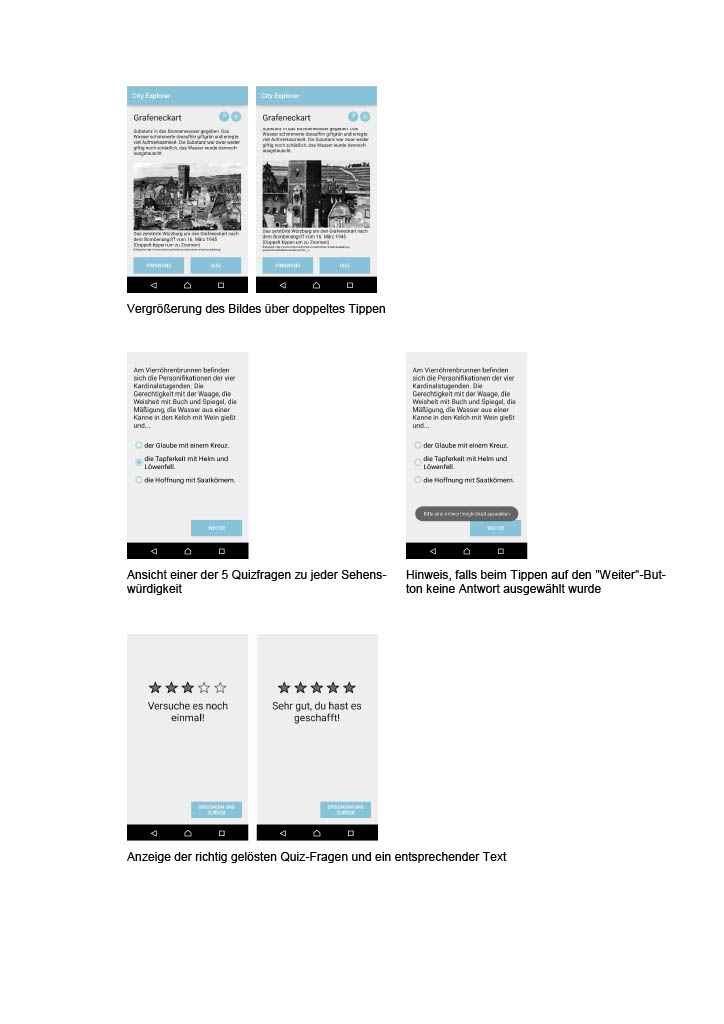 City Explorer
Grafeneckart
Substanz in das Brunnenwasser gegeben. Das
Wasser schimmerte daraufhin giftgrün und erregte
viel Aufmerksamkeit. Die Substanz war zwar weder
giftig noch schädlich, das Wasser wurde dennoch
ausgetauscht.
Das zerstörte Würzburg um den Grafeneckart nach
dem Bombenangriff vom 16. März 1945
(Doppelt tippen um zu Zoomen)
PINNWAND
QUIZ
City Explorer
Grafeneckart
Substanz in das Brunnenwasser gegeben. Das
Wasser schimmerte daraufhin giftgrün und erregte
viel Aufmerksamkeit. Die Substanz war zwar weder
giftig noch schädlich, das Wasser wurde dennoch
ausgetauscht.
Das zerstörte Würzburg um den Grafeneckart nach
dem Bombenangriff vom 16. März 1945
(Doppelt tippen um zu Zoomen)
PINNWAND
QUIZ
Vergrößerung des Bildes über doppeltes Tippen
Am Vierröhrenbrunnen befinden
sich die Personifikationen der vier
Kardinalstugenden. Die
Gerechtigkeit mit der Waage, die
Weisheit mit Buch und Spiegel, die
Mäßigung, die Wasser aus einer
Kanne in den Kelch mit Wein gießt
und...
der Glaube mit einem Kreuz.
die Tapferkeit mit Helm und
Löwenfell.
die Hoffnung mit Saatkörnern.
WEITER
Ansicht einer der 5 Quizfragen zu jeder Sehens-
würdigkeit
Am Vierröhrenbrunnen befinden
sich die Personifikationen der vier
Kardinalstugenden. Die
Gerechtigkeit mit der Waage, die
Weisheit mit Buch und Spiegel, die
Mäßigung, die Wasser aus einer
Kanne in den Kelch mit Wein gießt
und...
der Glaube mit einem Kreuz.
die Tapferkeit mit Helm und
Löwenfell.
die Hoffnung mit Saatkörnern.
Bitte eine Antwortmöglichkeit auswählen
WEITER
Hinweis, falls beim Tippen auf den "Weiter"-But-
ton keine Antwort ausgewählt wurde
Versuche es noch
einmal!
SPEICHERN UND
ZURÜCK
Sehr gut, du hast es
geschafft!
SPEICHERN UND
ZURÜCK
Anzeige der richtig gelösten Quiz-Fragen und ein entsprechender Text